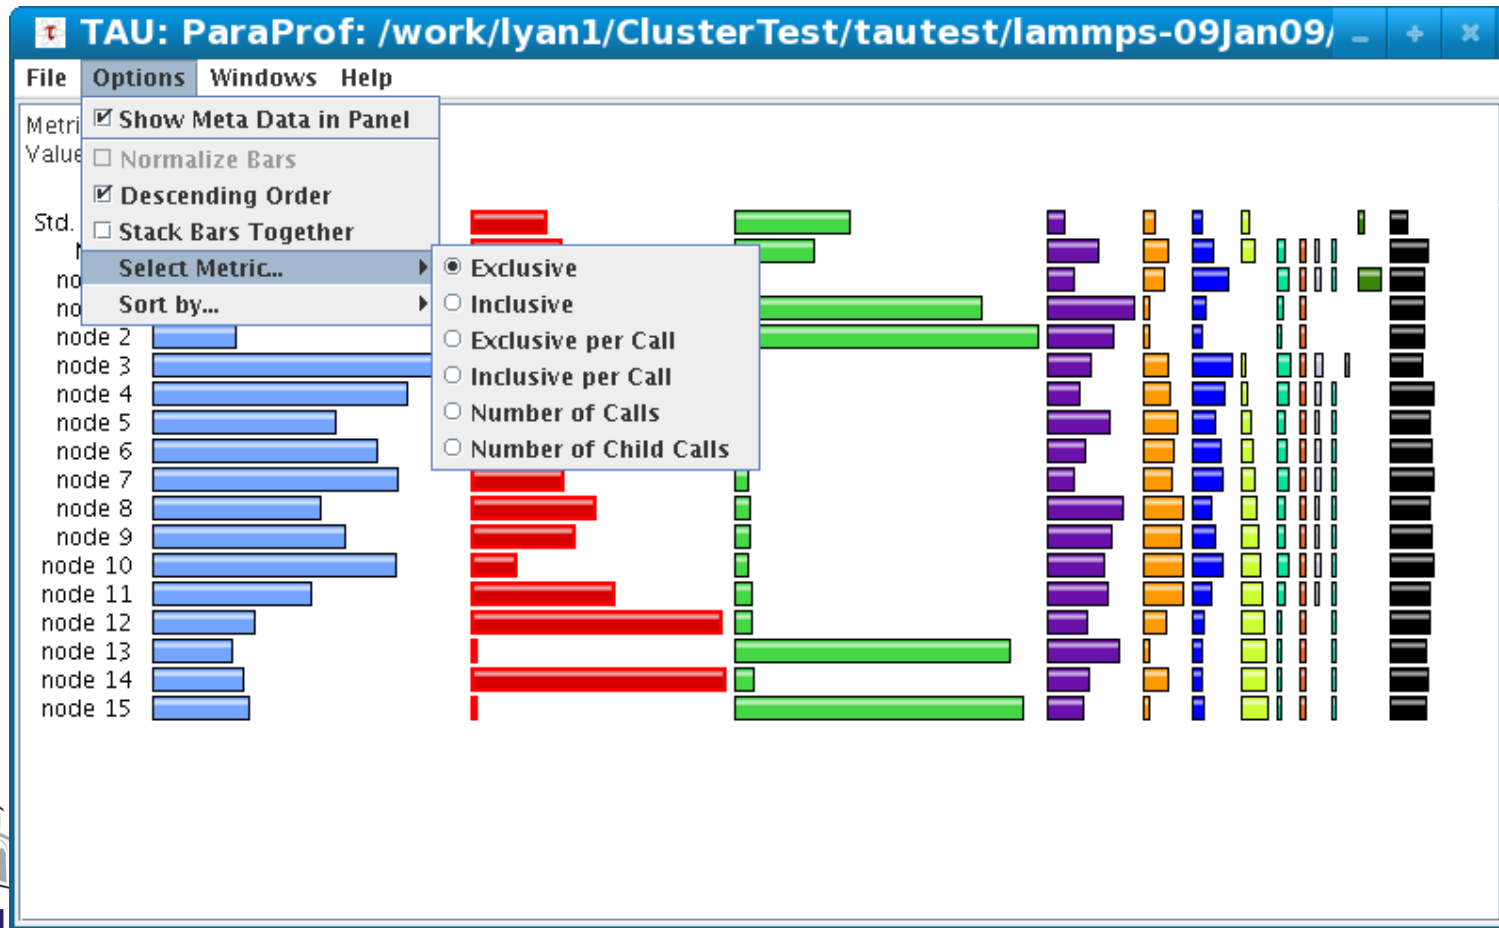 TAU: ParaProf: /work/lyan1/ClusterTest/tautest/lammps-09Jan09/
File Options Windows Help
Show Meta Data in Panel
Normalize Bars
Descending Order
Stack Bars Together
Select Metric...
Sort by...
Exclusive
Inclusive
Exclusive per Call
Inclusive per Call
Number of Calls
Number of Child Calls
Std.
node 2
node 3
node 4
node 5
node 6
node 7
node 8
node 9
node 10
node 11
node 12
node 13
node 14
node 15